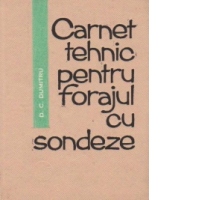 Carnet
tehnic
pentru
forajul
cu
sondeze
D. C. DUMITRU